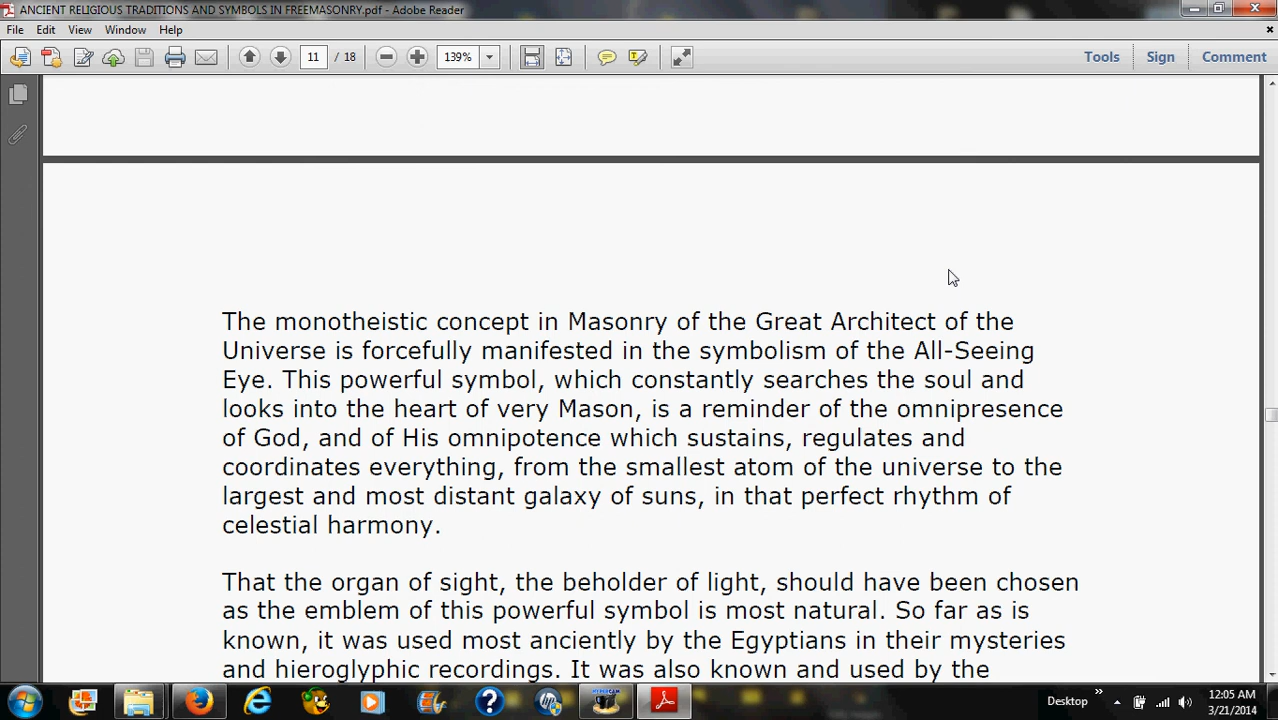 ANCIENT RELIGIOUS TRADITIONS AND SYMBOLS IN FREEMASONRY.pdf - Adobe Reader
File Edit View Window Help
11 / 18 139% Tools Sign Comment
The monotheistic concept in Masonry of the Great Architect of the
Universe is forcefully manifested in the symbolism of the All-Seeing
Eye. This powerful symbol, which constantly searches the soul and
looks into the heart of very Mason, is a reminder of the omnipresence
of God, and of His omnipotence which sustains, regulates and
coordinates everything, from the smallest atom of the universe to the
largest and most distant galaxy of suns, in that perfect rhythm of
celestial harmony.
That the organ of sight, the beholder of light, should have been chosen
as the emblem of this powerful symbol is most natural. So far as is
known, it was used most anciently by the Egyptians in their mysteries
and hieroglyphic recordings. It was also known and used by the
Desktop 12:05 AM
3/21/2014